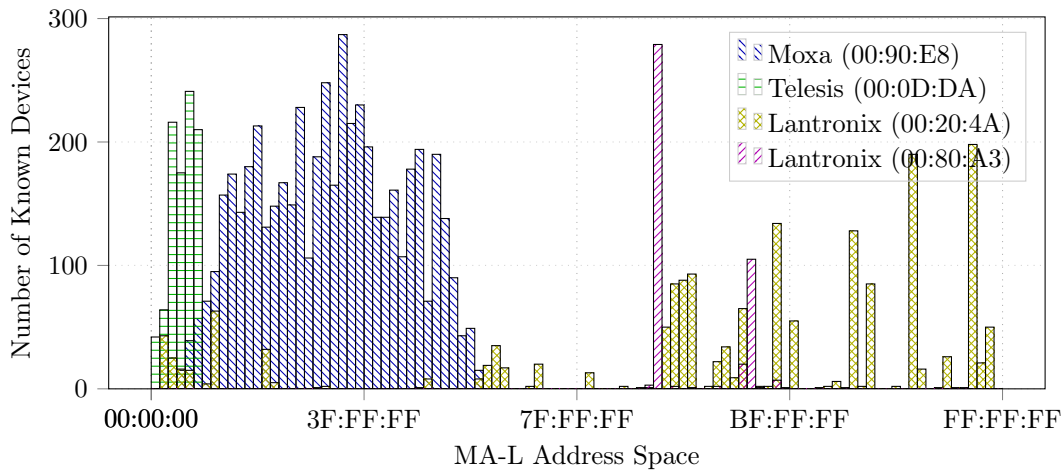 300
200
100
0
Number of Known Devices
Moxa (00:90:E8)
Telesis (00:0D:DA)
Lantronix (00:20:4A)
Lantronix (00:80:A3)
00:00:00 3F:FF:FF 7F:FF:FF BF:FF:FF FF:FF:FF
MA-L Address Space